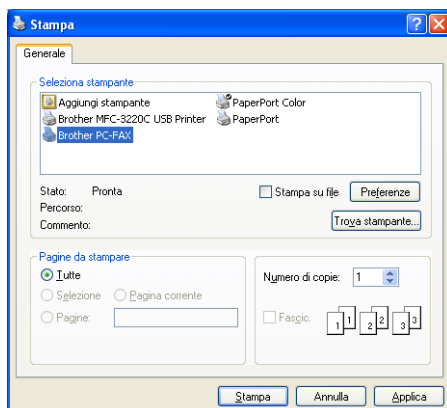 Stampa
Generale
Seleziona stampante
Aggiungi stampante
Brother MFC-3220C USB Printer
Brother PC-FAX
PaperPort Color
PaperPort
Stato: Pronta
Percorso:
Commento:
Stampa su file
Preferenze
Trova stampante...
Pagine da stampare
Tutte
Selezione Pagina corrente
Pagine:
Numero di copie: 1
Fascic.
1 1 2 2 3 3
Stampa Annulla Applica